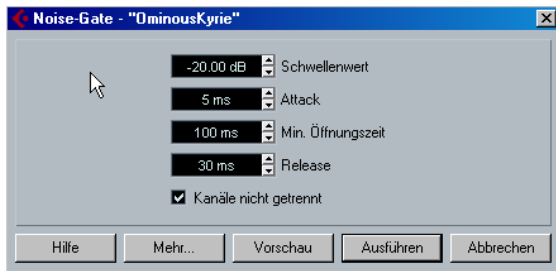 Noise-Gate - "OminousKyrie"
-20.00 dB Schwellenwert
5 ms Attack
100 ms Min. Öffnungszeit
30 ms Release
Kanäle nicht getrennt
Hilfe Mehr... Vorschau Ausführen Abbrechen